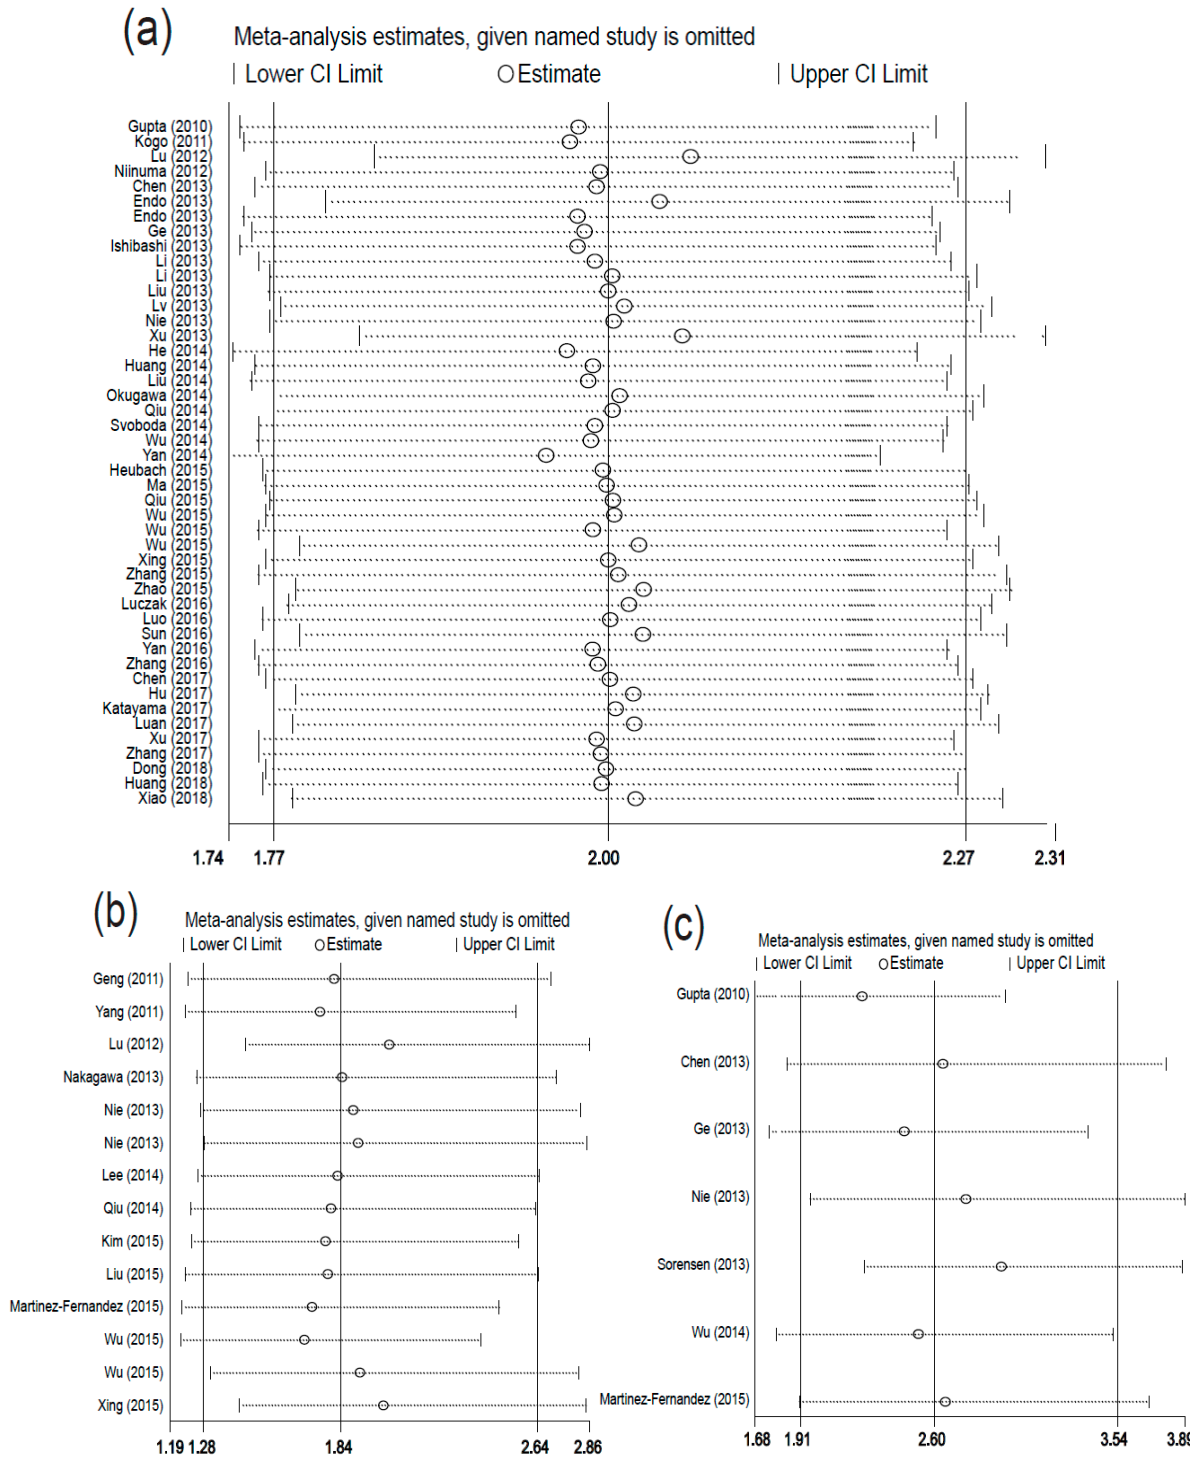 (a)
Meta-analysis estimates, given named study is omitted
| Lower CI Limit
○ Estimate
| Upper CI Limit
Gupta (2010)
Kogo (2011)
Lu (2012)
Niinuma (2012)
Chen (2013)
Endo (2013)
Endo (2013)
Ge (2013)
Ishibashi (2013)
Li (2013)
Li (2013)
Liu (2013)
Lv (2013)
Nie (2013)
Xu (2013)
He (2014)
Huang (2014)
Liu (2014)
Okugawa (2014)
Qiu (2014)
Svoboda (2014)
Wu (2014)
Yan (2014)
Heubach (2015)
Ma (2015)
Qiu (2015)
Wu (2015)
Wu (2015)
Wu (2015)
Xing (2015)
Zhang (2015)
Zhao (2015)
Luczak (2016)
Luo (2016)
Sun (2016)
Yan (2016)
Zhang (2016)
Chen (2017)
Hu (2017)
Katayama (2017)
Luan (2017)
Xu (2017)
Zhang (2017)
Dong (2018)
Huang (2018)
Xiao (2018)
1.74 1.77 2.00 2.27 2.31
(b)
Meta-analysis estimates, given named study is omitted
| Lower CI Limit
○ Estimate
| Upper CI Limit
Geng (2011)
Yang (2011)
Lu (2012)
Nakagawa (2013)
Nie (2013)
Nie (2013)
Lee (2014)
Qiu (2014)
Kim (2015)
Liu (2015)
Martinez-Fernandez (2015)
Wu (2015)
Wu (2015)
Xing (2015)
1.19 1.28 1.84 2.64 2.86
(c)
Meta-analysis estimates, given named study is omitted
| Lower CI Limit
○ Estimate
| Upper CI Limit
Gupta (2010)
Chen (2013)
Ge (2013)
Nie (2013)
Sorensen (2013)
Wu (2014)
Martinez-Fernandez (2015)
1.68 1.91 2.60 3.54 3.89